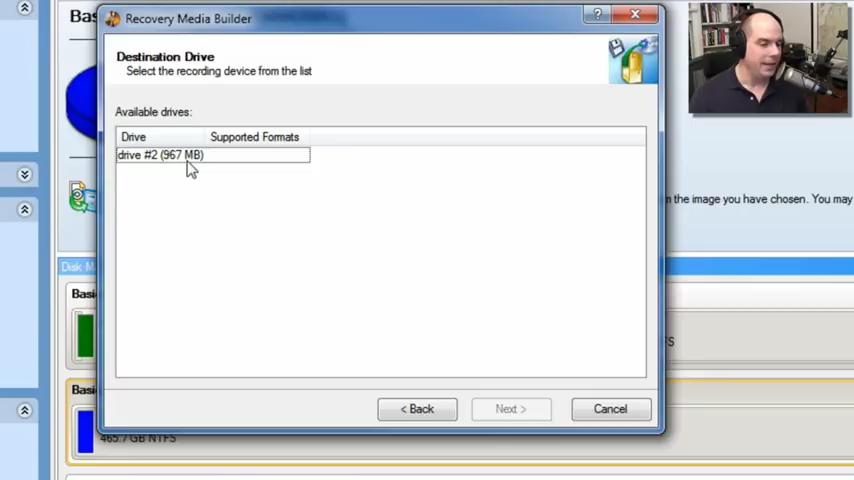 Bas
Recovery Media Builder
?
Destination Drive
Select the recording device from the list
Available drives:
Drive Supported Formats
drive #2 (967 MB)
m the image you have chosen. You may
Disk M
Basi
FS
Basi
465.7 GB NTFS
< Back Next > Cancel